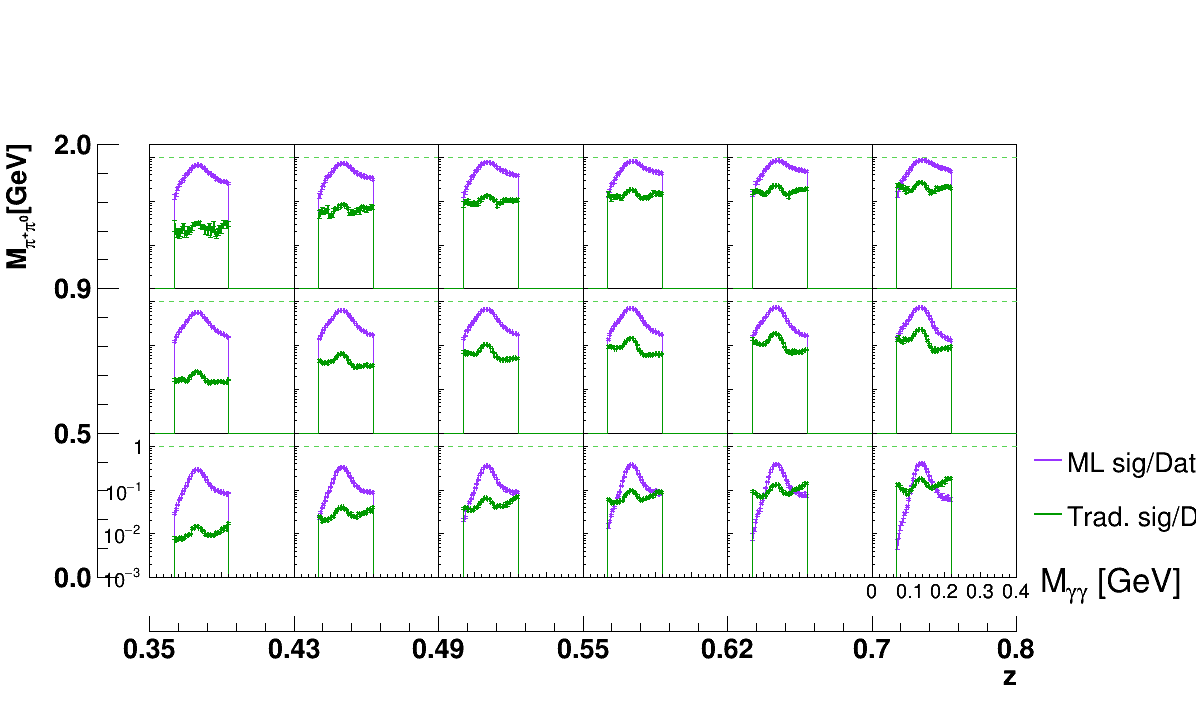 2.0
M_{π⁺π⁰}[GeV]
0.9
0.5
1
ML sig/Dat
10⁻¹
Trad. sig/D
10⁻²
0.0
10⁻³
0 0.1 0.2 0.3 0.4 M_{γγ} [GeV]
0.35 0.43 0.49 0.55 0.62 0.7 0.8
z